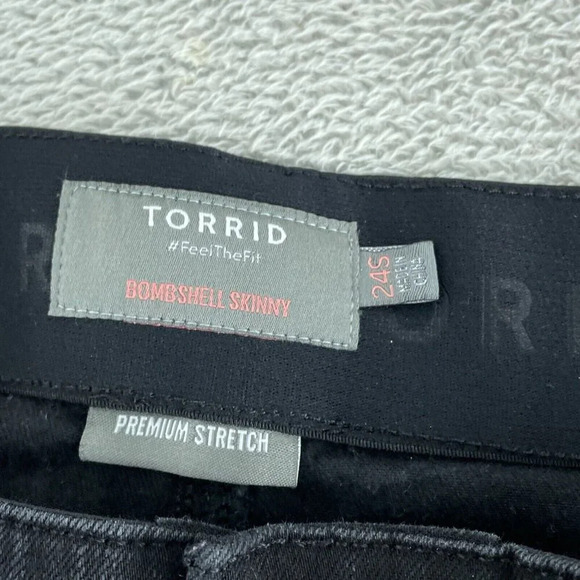 TORRID
#FeelTheFit
BOMBSHELL SKINNY
24S
MADE IN
CHINA
PREMIUM STRETCH